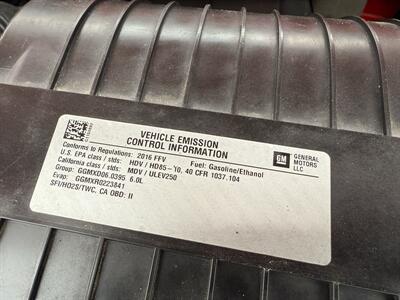 VEHICLE EMISSION
CONTROL INFORMATION
Conforms to Regulations: 2016 FFV Fuel: Gasoline/Ethanol
U.S. EPA class / stds: HDV / HD85-10, 40 CFR 1037.104
California class / stds: MDV / ULEV250
Group: GGMXD06.0395 6.0L
Evap: GGMXR0223841
SFI/HO2S/TWC, CA OBD: II
GM
GENERAL
MOTORS
LLC